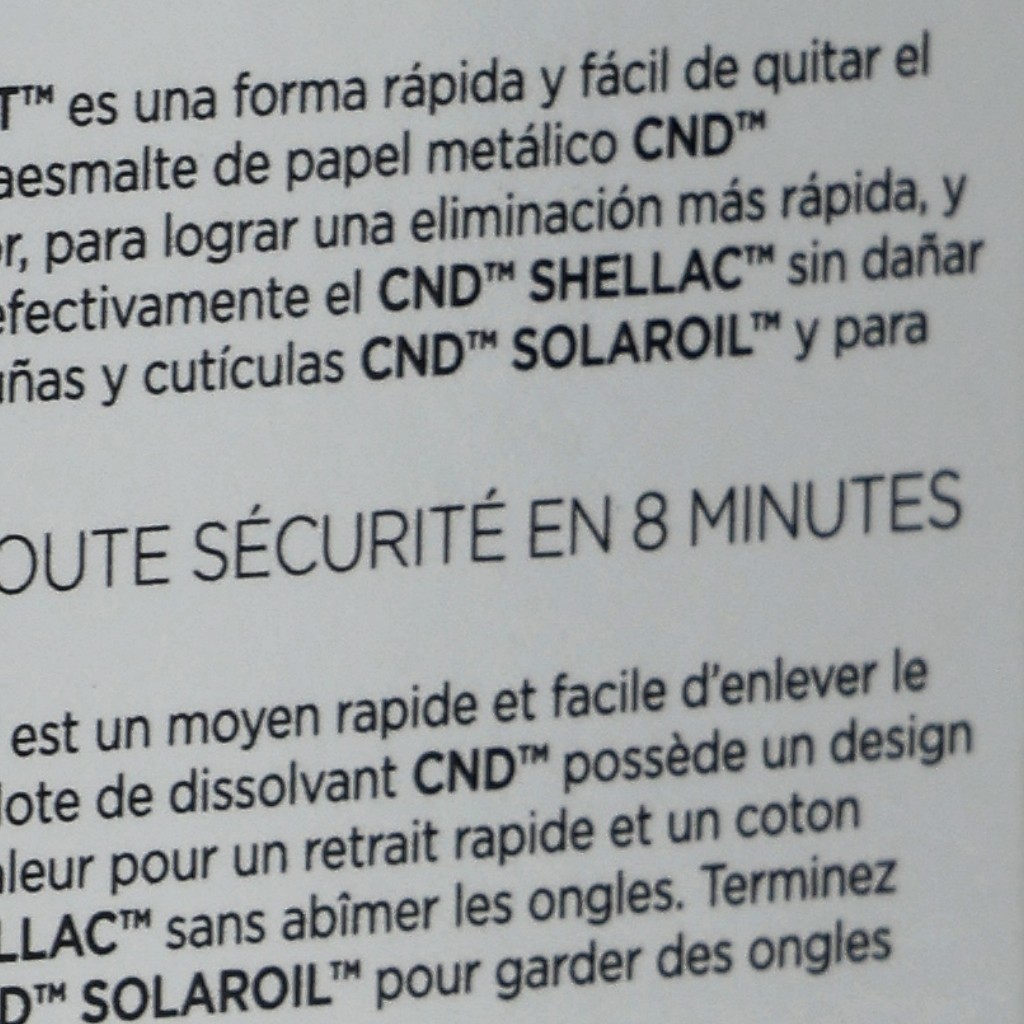 T™ es una forma rápida y fácil de quitar el
aesmalte de papel metálico CND™
or, para lograr una eliminación más rápida, y
efectivamente el CND™ SHELLAC™ sin dañar
uñas y cutículas CND™ SOLAROIL™ y para
OUTE SÉCURITÉ EN 8 MINUTES
est un moyen rapide et facile d'enlever le
lote de dissolvant CND™ possède un design
aleur pour un retrait rapide et un coton
LLAC™ sans abîmer les ongles. Terminez
D™ SOLAROIL™ pour garder des ongles